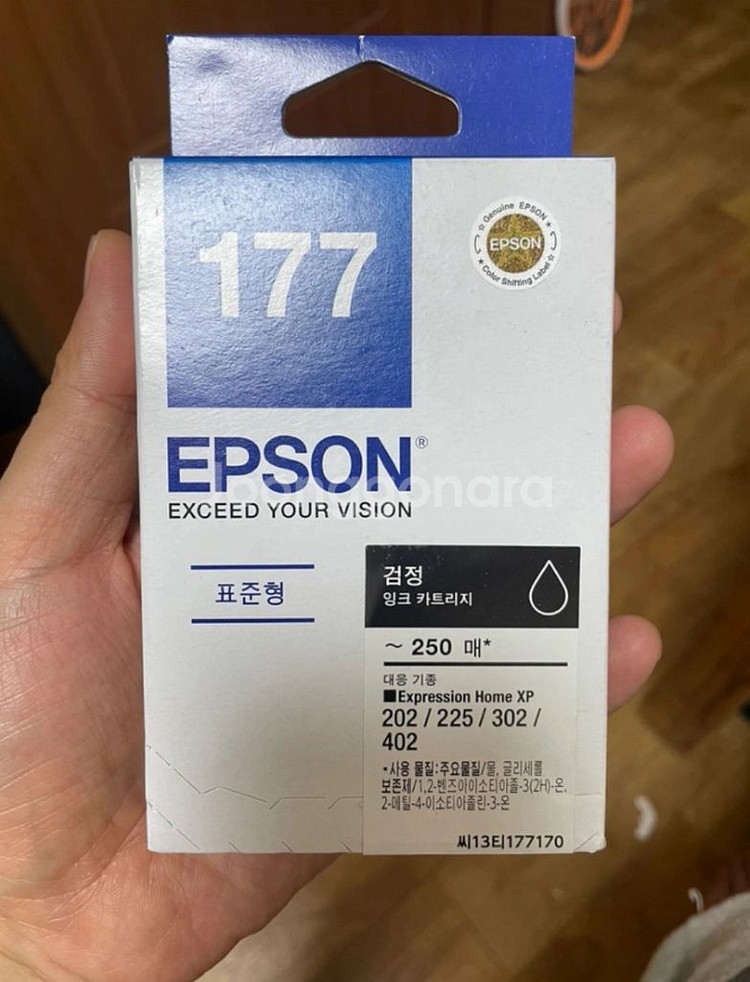 177
Genuine EPSON
EPSON
Color Shifting Label
EPSON®
EXCEED YOUR VISION
Joongonara
표준형
검정
잉크 카트리지
~ 250 매*
대응 기종
■Expression Home XP
202 / 225 / 302 /
402
*사용 물질:주요물질/물, 글리세롤
보존제/1,2-벤즈아이소티아졸-3(2H)-온,
2-메틸-4-이소티아졸린-3-온
씨13티177170